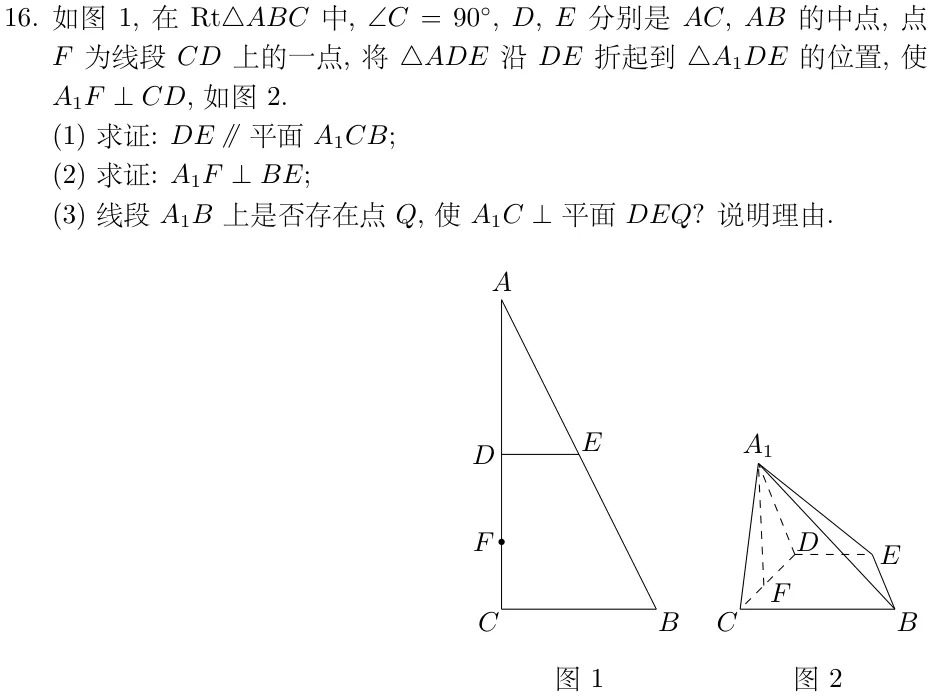 16. 如图 1, 在 Rt△ABC 中, ∠C = 90°, D, E 分别是 AC, AB 的中点, 点
F 为线段 CD 上的一点, 将 △ADE 沿 DE 折起到 △A₁DE 的位置, 使
A₁F ⊥ CD, 如图 2.
(1) 求证: DE ∥ 平面 A₁CB;
(2) 求证: A₁F ⊥ BE;
(3) 线段 A₁B 上是否存在点 Q, 使 A₁C ⊥ 平面 DEQ? 说明理由.
A
D
E
F
C
B
图 1
A₁
D
E
F
C
B
图 2